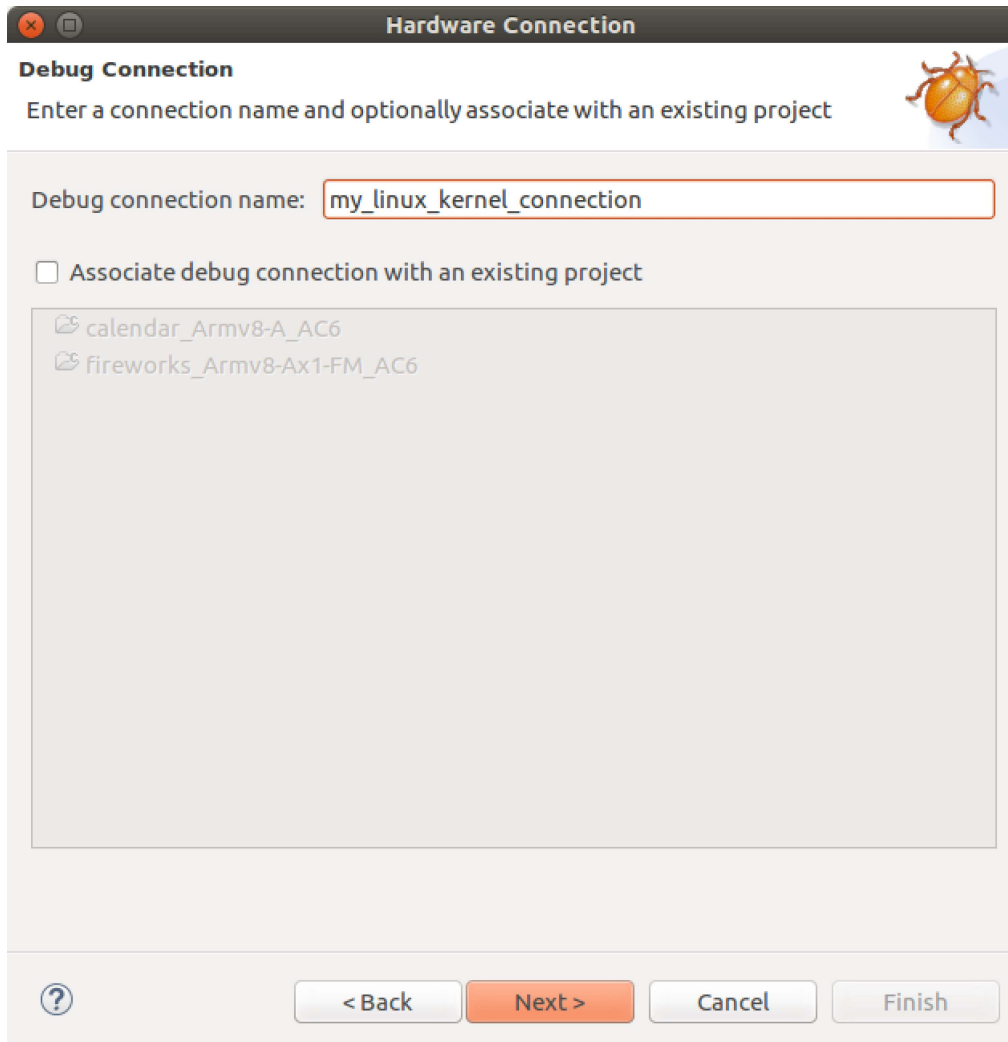 Hardware Connection
Debug Connection
Enter a connection name and optionally associate with an existing project
Debug connection name: my_linux_kernel_connection
Associate debug connection with an existing project
calendar_Armv8-A_AC6
fireworks_Armv8-Ax1-FM_AC6
? < Back Next > Cancel Finish